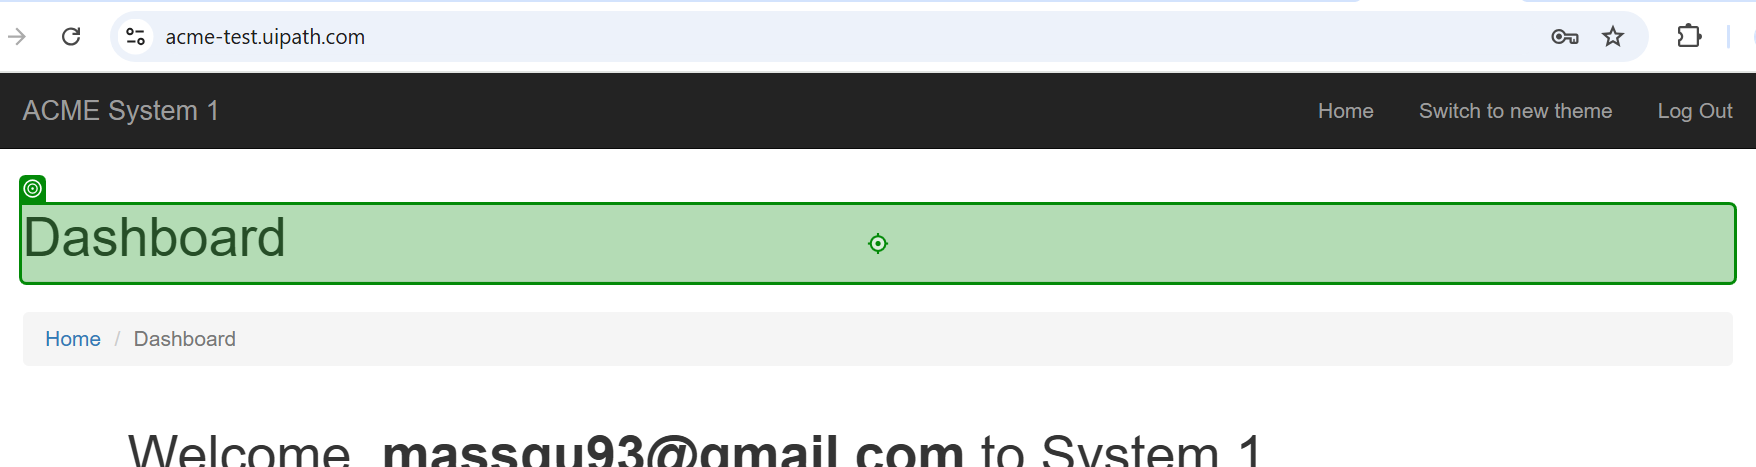 acme-test.uipath.com
ACME System 1 Home Switch to new theme Log Out
Dashboard
Home / Dashboard
Welcome, massgu93@gmail.com to System 1